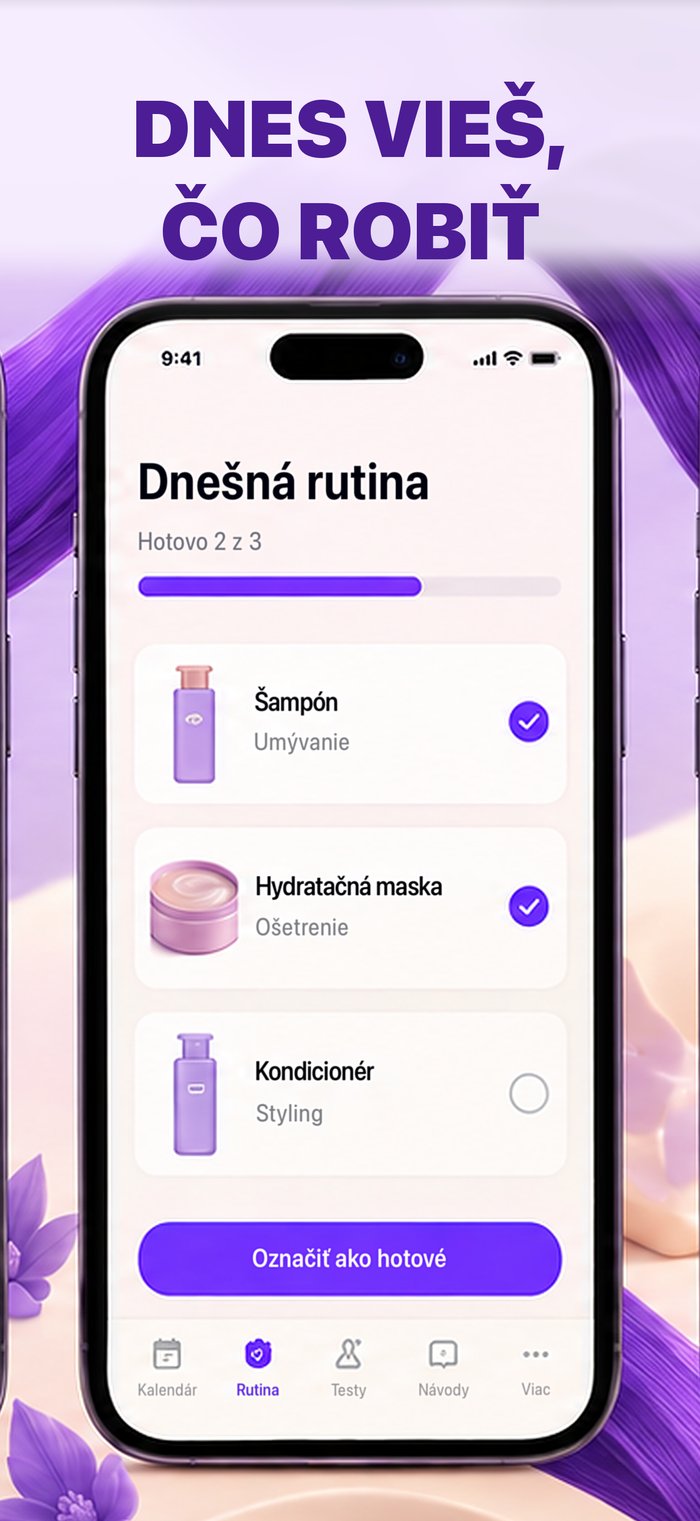 DNES VIEŠ,
ČO ROBIŤ
9:41
Dnešná rutina
Hotovo 2 z 3
Šampón
Umývanie
Hydratačná maska
Ošetrenie
Kondicionér
Styling
Označiť ako hotové
Kalendár Rutina Testy Návody Viac